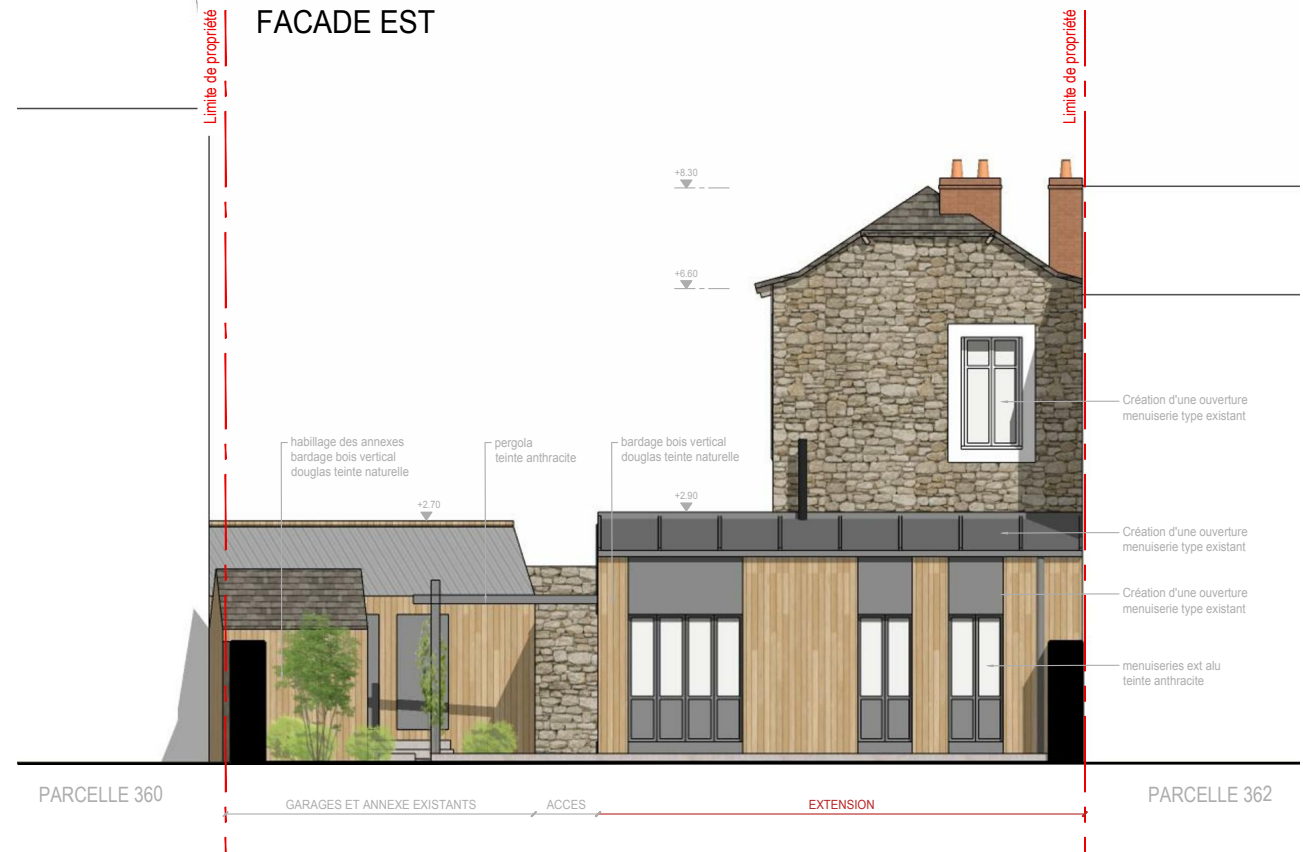 FACADE EST
Limite de propriété
Limite de propriété
+8.30
+6.60
Création d'une ouverture
menuiserie type existant
habillage des annexes
bardage bois vertical
douglas teinte naturelle
pergola
teinte anthracite
bardage bois vertical
douglas teinte naturelle
+2.90
+2.70
Création d'une ouverture
menuiserie type existant
Création d'une ouverture
menuiserie type existant
menuiseries ext alu
teinte anthracite
PARCELLE 360
GARAGES ET ANNEXE EXISTANTS
ACCES
EXTENSION
PARCELLE 362